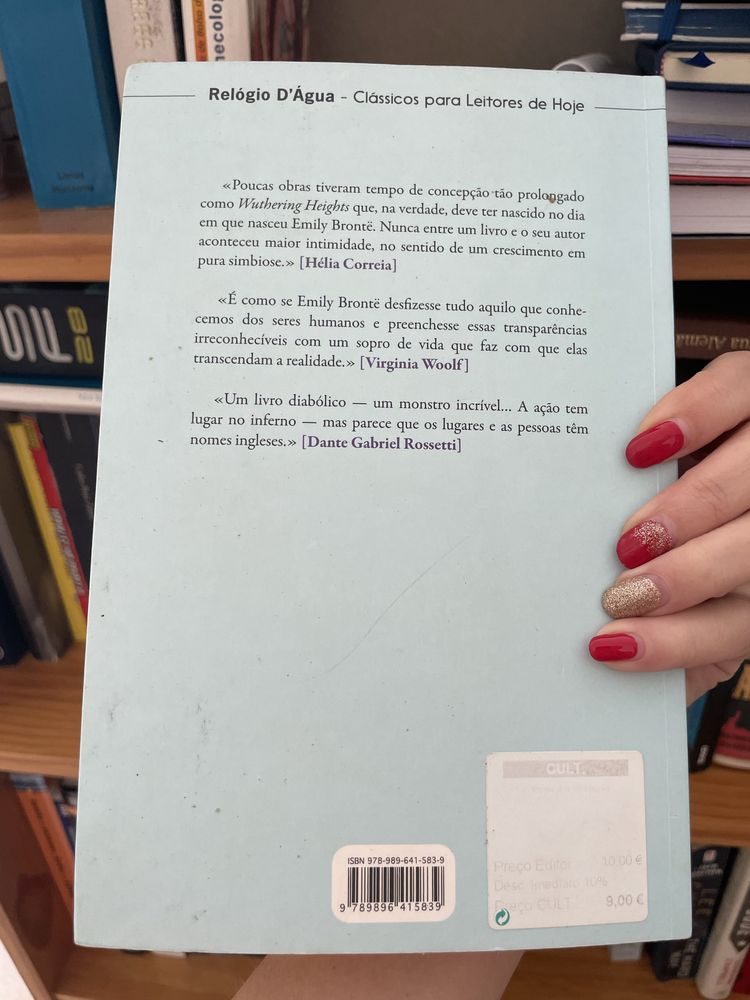 Relógio D'Água - Clássicos para Leitores de Hoje
«Poucas obras tiveram tempo de concepção tão prolongado
como Wuthering Heights que, na verdade, deve ter nascido no dia
em que nasceu Emily Brontë. Nunca entre um livro e o seu autor
aconteceu maior intimidade, no sentido de um crescimento em
pura simbiose.» [Hélia Correia]
«É como se Emily Brontë desfizesse tudo aquilo que conhe-
cemos dos seres humanos e preenchesse essas transparências
irreconhecíveis com um sopro de vida que faz com que elas
transcendam a realidade.» [Virginia Woolf]
«Um livro diabólico — um monstro incrível... A ação tem
lugar no inferno — mas parece que os lugares e as pessoas têm
nomes ingleses.» [Dante Gabriel Rossetti]
CULT.
Preço Editor 10,00 €
Desc. Imediato 10%
Preço CULT. 9,00 €
ISBN 978-989-641-583-9
9 789896 415839